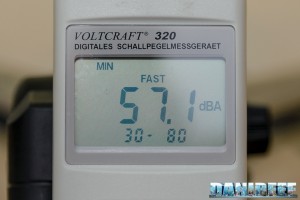 VOLTCRAFT® 320
DIGITALES SCHALLPEGELMESSGERAET
MIN
FAST
57.1 dBA
30 - 80
DANIREEF